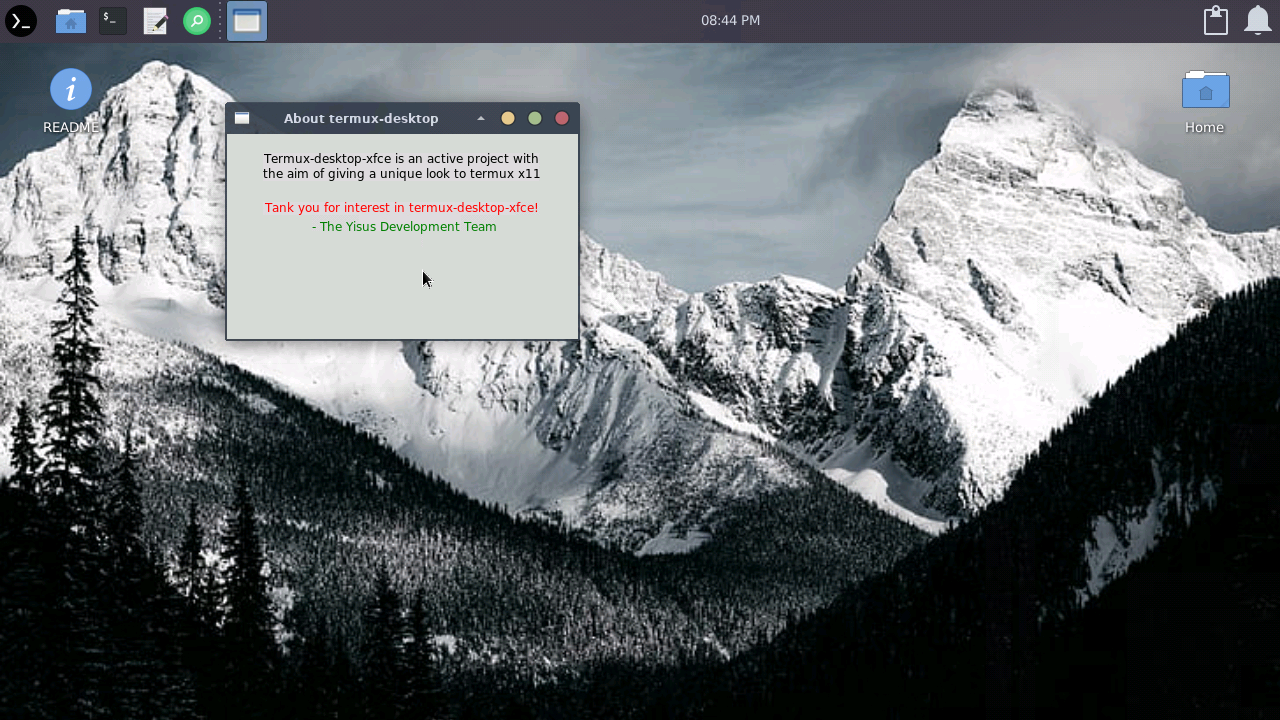 08:44 PM
README
Home
About termux-desktop
Termux-desktop-xfce is an active project with
the aim of giving a unique look to termux x11
Tank you for interest in termux-desktop-xfce!
- The Yisus Development Team